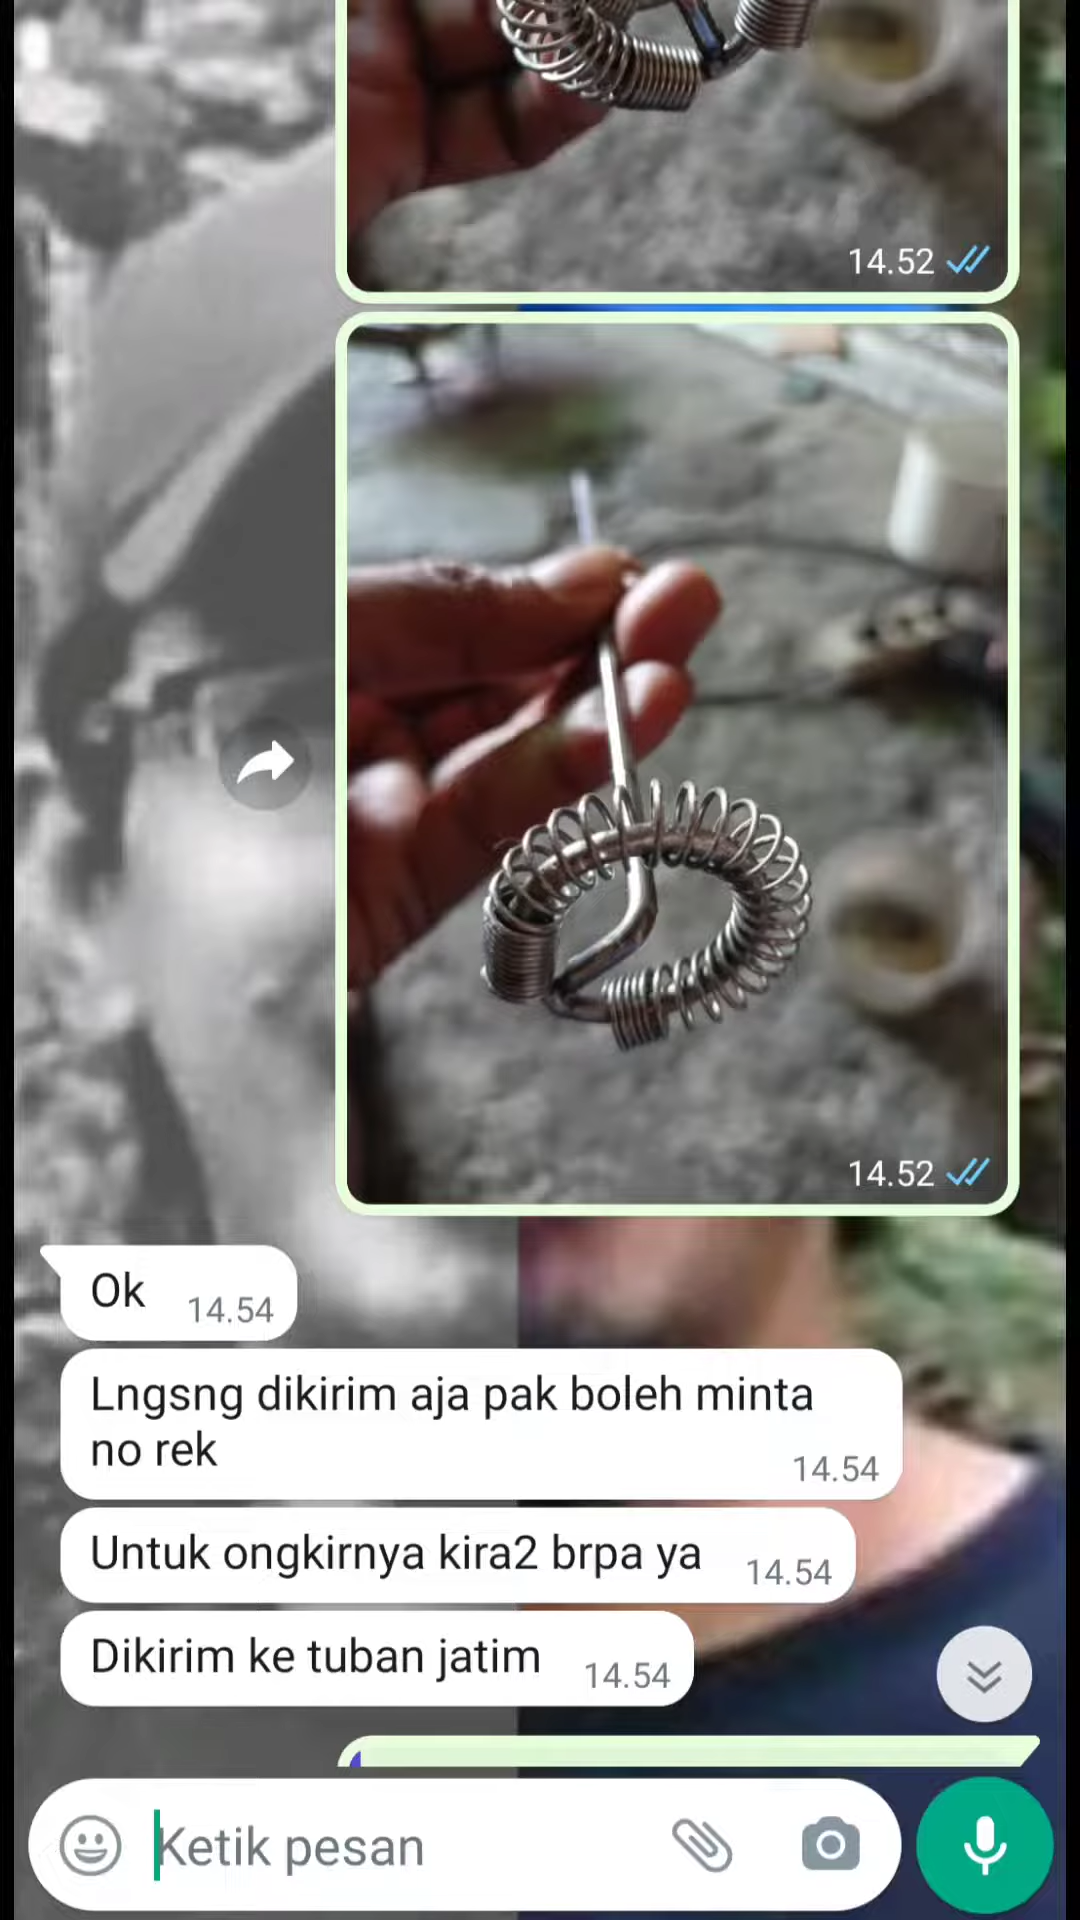 14.52
14.52
Ok 14.54
Lngsng dikirim aja pak boleh minta
no rek 14.54
Untuk ongkirnya kira2 brpa ya 14.54
Dikirim ke tuban jatim 14.54
Ketik pesan